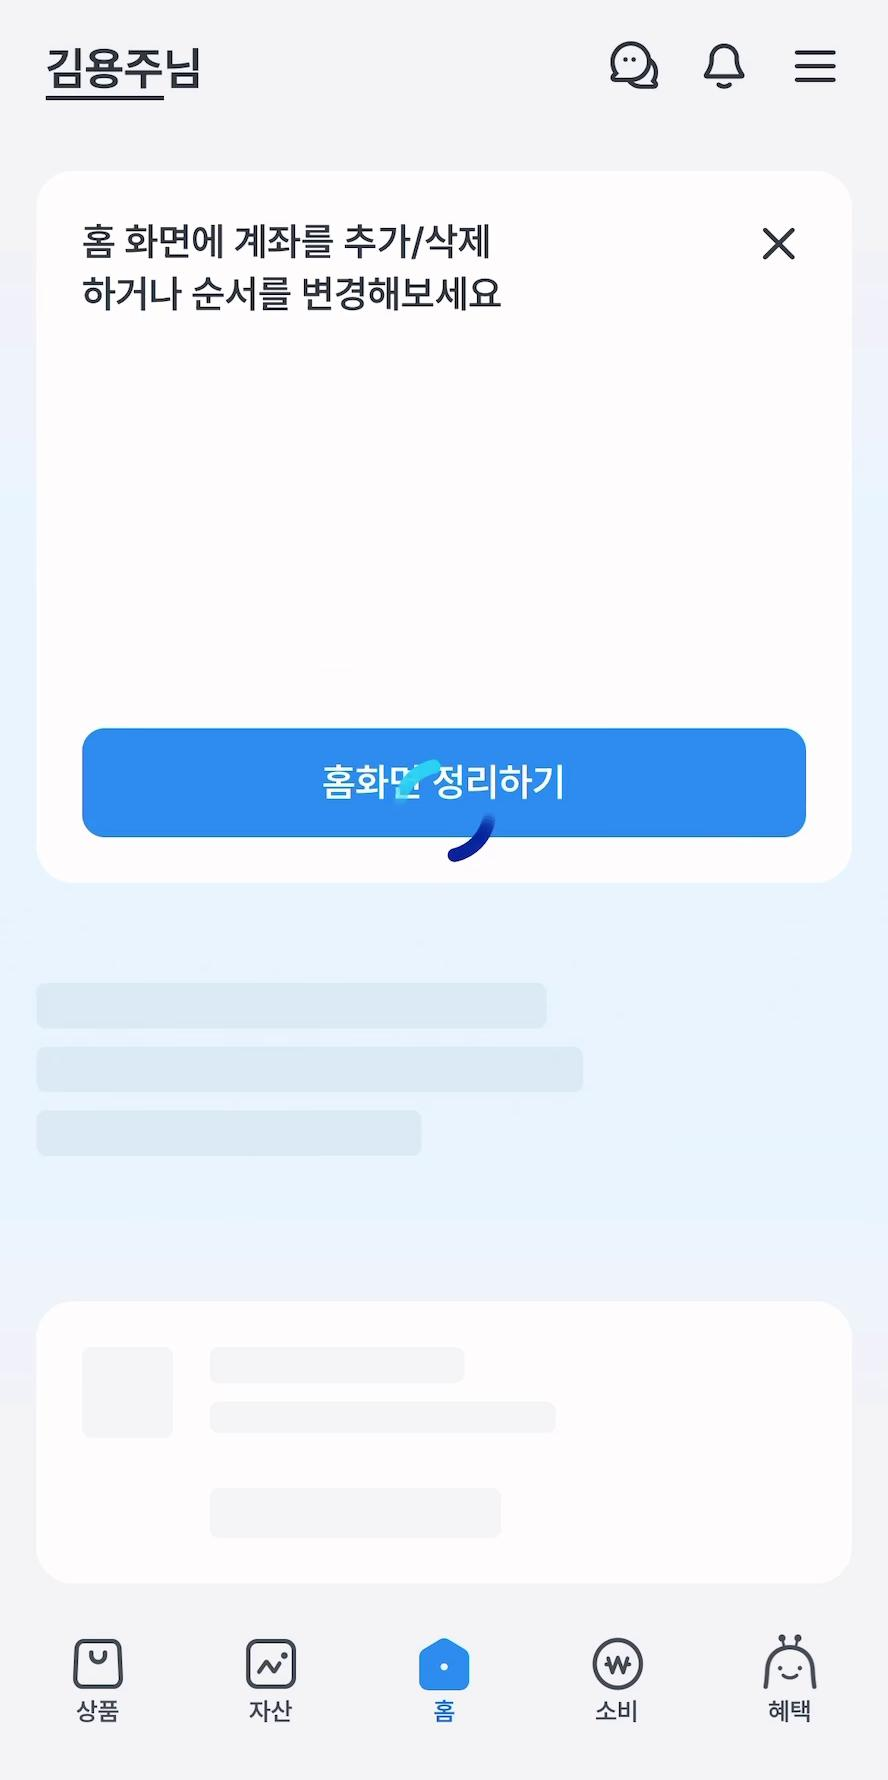 김용주님
홈 화면에 계좌를 추가/삭제
하거나 순서를 변경해보세요
홈화면 정리하기
상품
자산
홈
소비
혜택